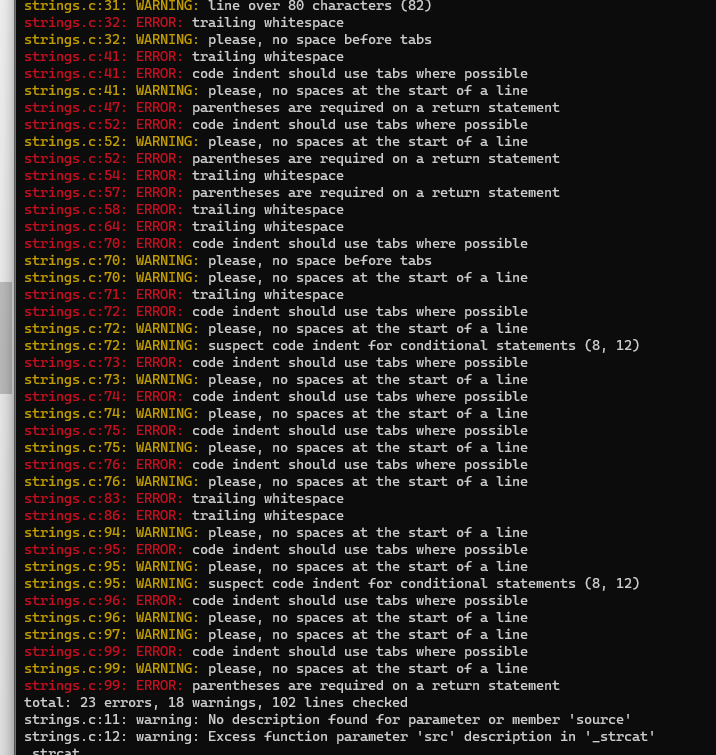 strings.c:31: WARNING: line over 80 characters (82)
strings.c:32: ERROR: trailing whitespace
strings.c:32: WARNING: please, no space before tabs
strings.c:41: ERROR: trailing whitespace
strings.c:41: ERROR: code indent should use tabs where possible
strings.c:41: WARNING: please, no spaces at the start of a line
strings.c:47: ERROR: parentheses are required on a return statement
strings.c:52: ERROR: code indent should use tabs where possible
strings.c:52: WARNING: please, no spaces at the start of a line
strings.c:52: ERROR: parentheses are required on a return statement
strings.c:54: ERROR: trailing whitespace
strings.c:57: ERROR: parentheses are required on a return statement
strings.c:58: ERROR: trailing whitespace
strings.c:64: ERROR: trailing whitespace
strings.c:70: ERROR: code indent should use tabs where possible
strings.c:70: WARNING: please, no space before tabs
strings.c:70: WARNING: please, no spaces at the start of a line
strings.c:71: ERROR: trailing whitespace
strings.c:72: ERROR: code indent should use tabs where possible
strings.c:72: WARNING: please, no spaces at the start of a line
strings.c:72: WARNING: suspect code indent for conditional statements (8, 12)
strings.c:73: ERROR: code indent should use tabs where possible
strings.c:73: WARNING: please, no spaces at the start of a line
strings.c:74: ERROR: code indent should use tabs where possible
strings.c:74: WARNING: please, no spaces at the start of a line
strings.c:75: ERROR: code indent should use tabs where possible
strings.c:75: WARNING: please, no spaces at the start of a line
strings.c:76: ERROR: code indent should use tabs where possible
strings.c:76: WARNING: please, no spaces at the start of a line
strings.c:83: ERROR: trailing whitespace
strings.c:86: ERROR: trailing whitespace
strings.c:94: WARNING: please, no spaces at the start of a line
strings.c:95: ERROR: code indent should use tabs where possible
strings.c:95: WARNING: please, no spaces at the start of a line
strings.c:95: WARNING: suspect code indent for conditional statements (8, 12)
strings.c:96: ERROR: code indent should use tabs where possible
strings.c:96: WARNING: please, no spaces at the start of a line
strings.c:97: WARNING: please, no spaces at the start of a line
strings.c:99: ERROR: code indent should use tabs where possible
strings.c:99: WARNING: please, no spaces at the start of a line
strings.c:99: ERROR: parentheses are required on a return statement
total: 23 errors, 18 warnings, 102 lines checked
strings.c:11: warning: No description found for parameter or member 'source'
strings.c:12: warning: Excess function parameter 'src' description in '_strcat'
_strcat